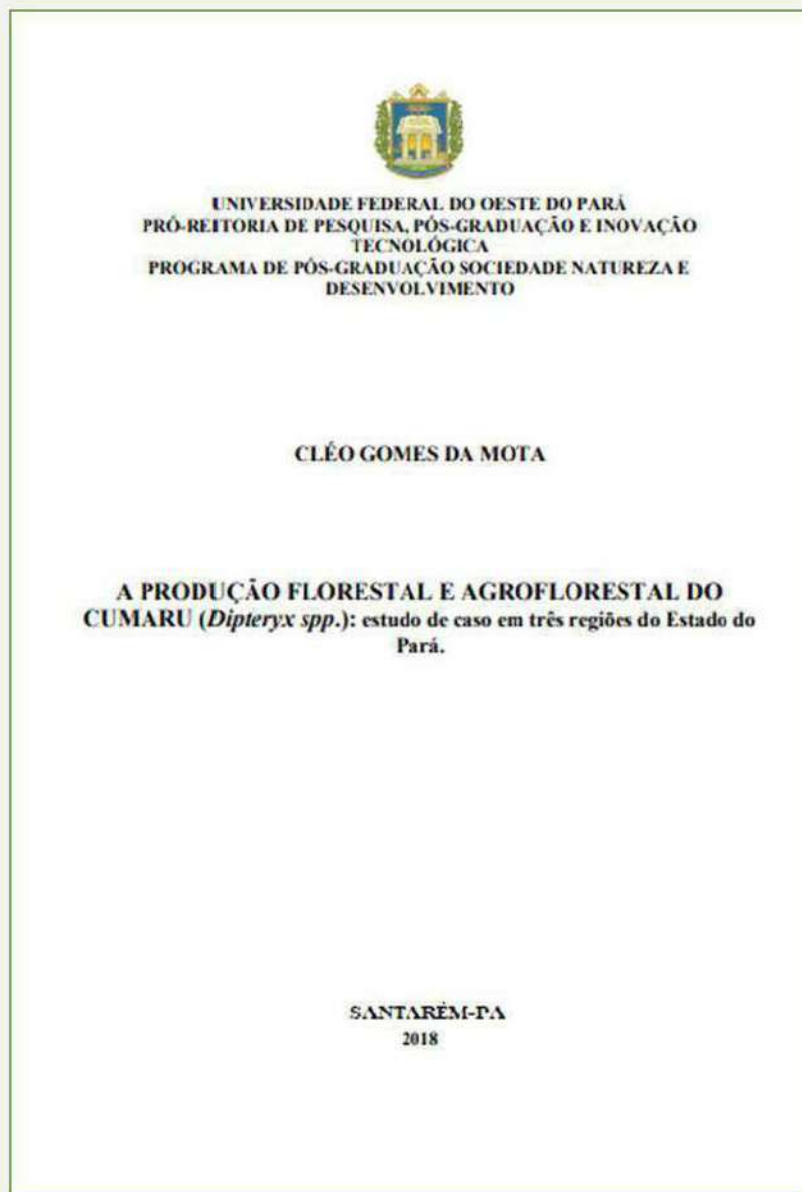 UNIVERSIDADE FEDERAL DO OESTE DO PARÁ
PRÓ-REITORIA DE PESQUISA, PÓS-GRADUAÇÃO E INOVAÇÃO
TECNOLÓGICA
PROGRAMA DE PÓS-GRADUAÇÃO SOCIEDADE NATUREZA E
DESENVOLVIMENTO
CLÉO GOMES DA MOTA
A PRODUÇÃO FLORESTAL E AGROFLORESTAL DO
CUMARU (Dipteryx spp.): estudo de caso em três regiões do Estado do
Pará.
SANTARÉM-PA
2018